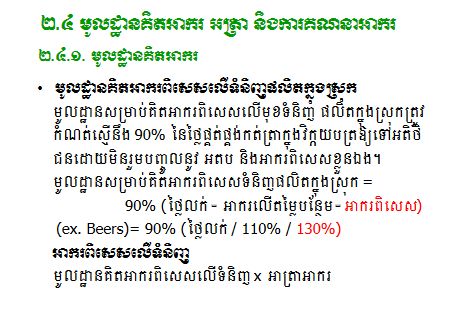 ២.៤ មូលដ្ឋានគិតអាករ អត្រា និងការគណនាអាករ
២.៤.១. មូលដ្ឋានគិតអាករ
• មូលដ្ឋានគិតអាករពិសេសលើទំនិញផលិតក្នុងស្រុក
មូលដ្ឋានសម្រាប់គិតអាករពិសេសលើមុខទំនិញ ផលិតក្នុងស្រុកត្រូវ
កំណត់ស្មើនឹង 90% នៃថ្លៃផ្គត់ផ្គង់កត់ត្រាក្នុងវិក្កយបត្រឱ្យទៅអតិថិ
ជនដោយមិនរួមបញ្ចូលនូវ អតប និងអាករពិសេសខ្លួនឯង។
មូលដ្ឋានសម្រាប់គិតអាករពិសេសទំនិញផលិតក្នុងស្រុក =
90% (ថ្លៃលក់ - អាករលើតម្លៃបន្ថែម - អាករពិសេស)
(ex. Beers)= 90% (ថ្លៃលក់ / 110% / 130%)
អាករពិសេសលើទំនិញ
មូលដ្ឋានគិតអាករពិសេសលើទំនិញ x អាត្រាអាករ